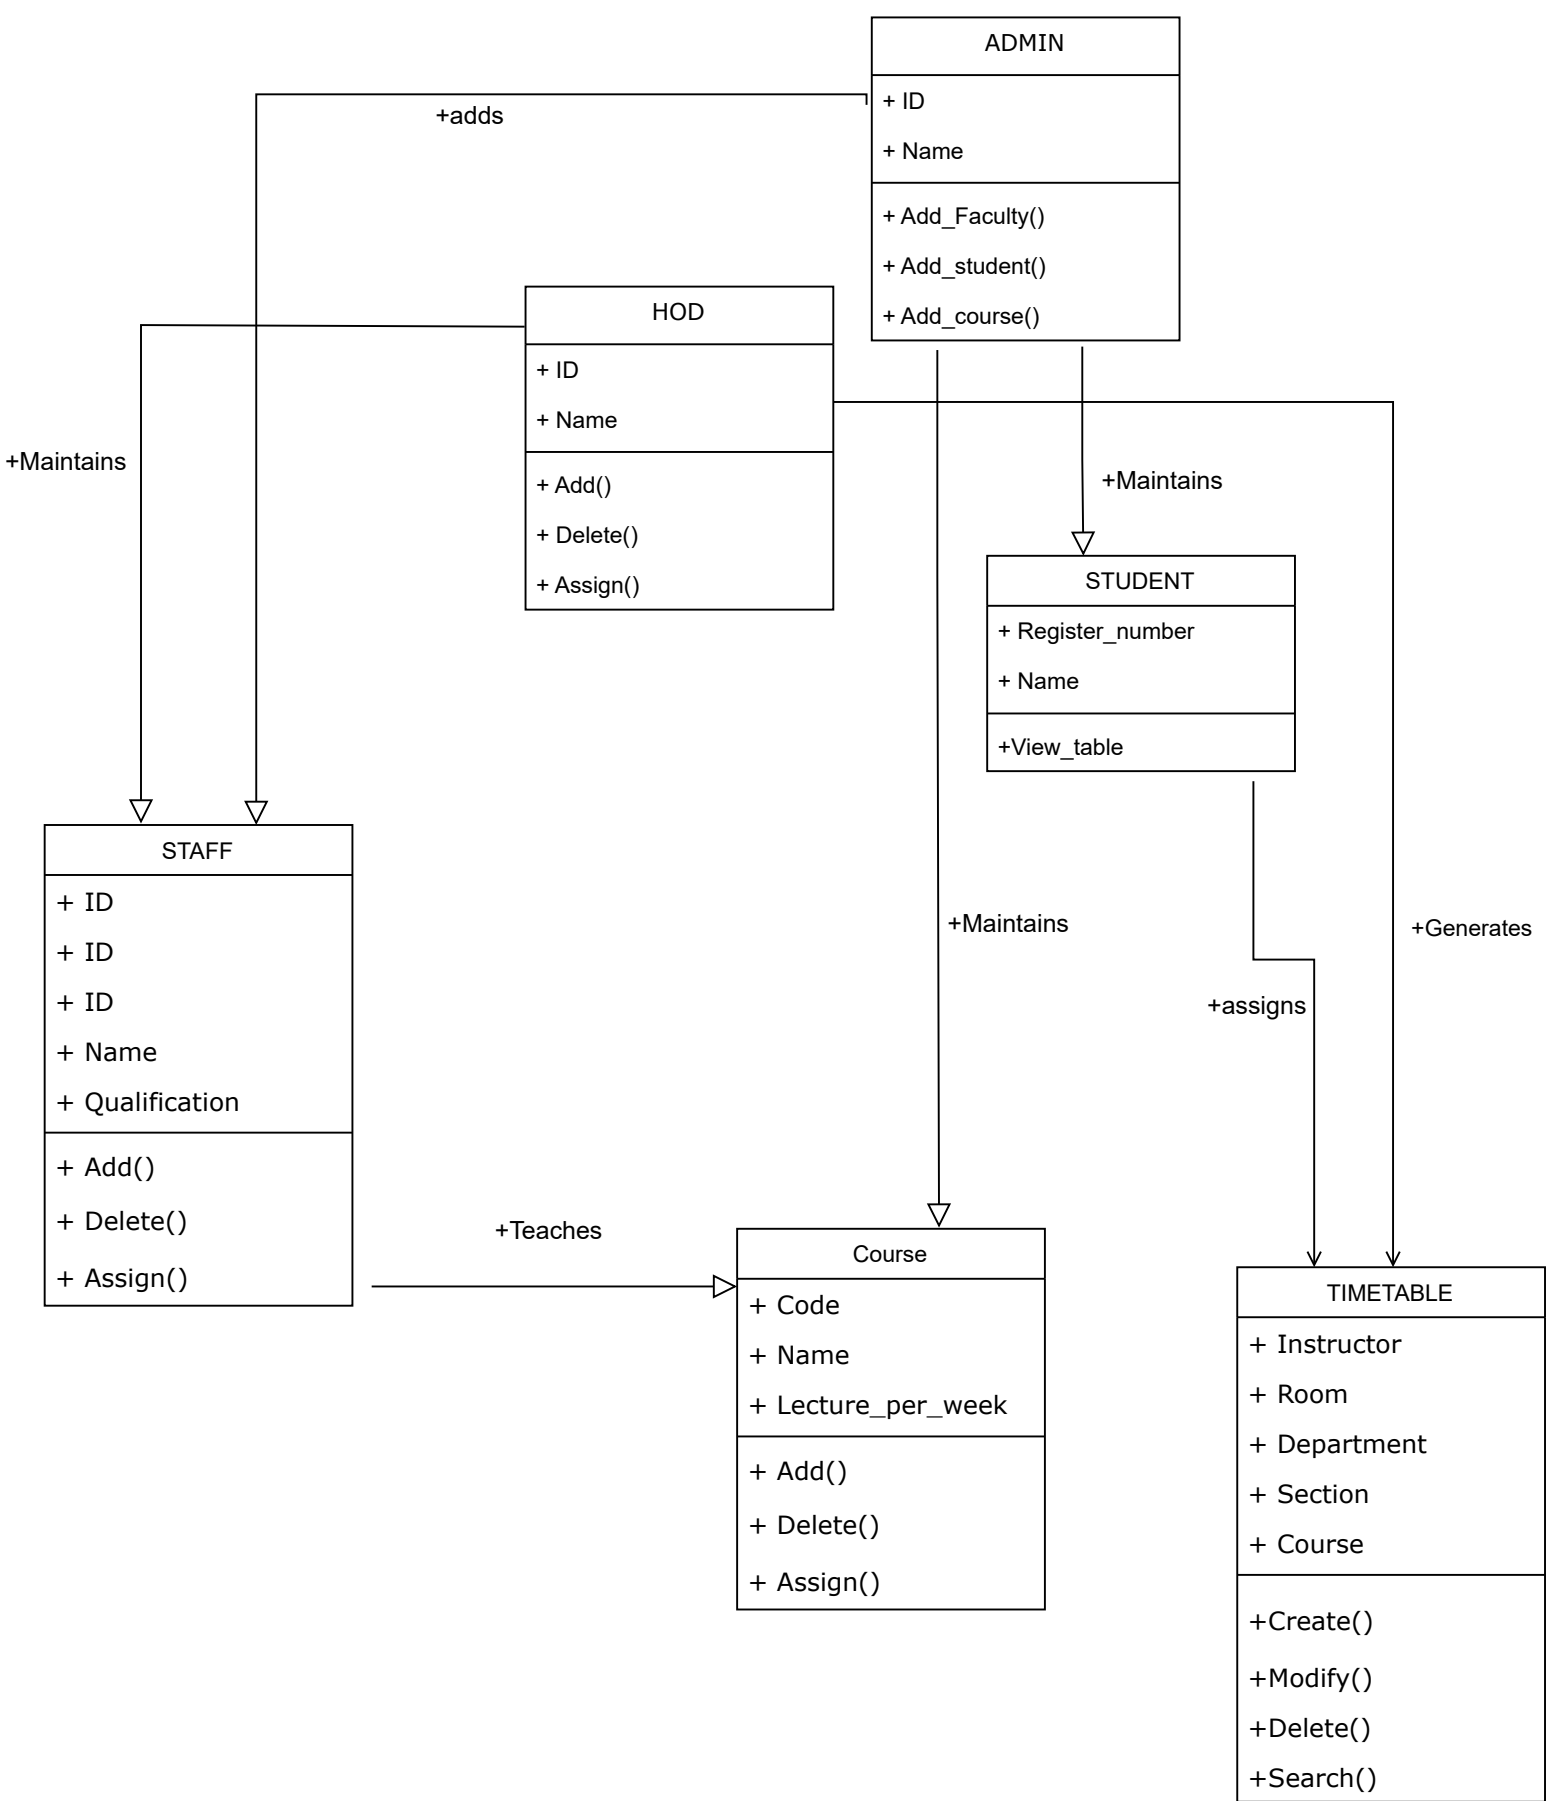 ADMIN
+ ID
+ Name
+ Add_Faculty()
+ Add_student()
+ Add_course()
+adds
HOD
+ ID
+ Name
+ Add()
+ Delete()
+ Assign()
+Maintains
+Maintains
STUDENT
+ Register_number
+ Name
+View_table
STAFF
+ ID
+ ID
+ ID
+ Name
+ Qualification
+ Add()
+ Delete()
+ Assign()
+Maintains
+Generates
+assigns
+Teaches
Course
+ Code
+ Name
+ Lecture_per_week
+ Add()
+ Delete()
+ Assign()
TIMETABLE
+ Instructor
+ Room
+ Department
+ Section
+ Course
+Create()
+Modify()
+Delete()
+Search()